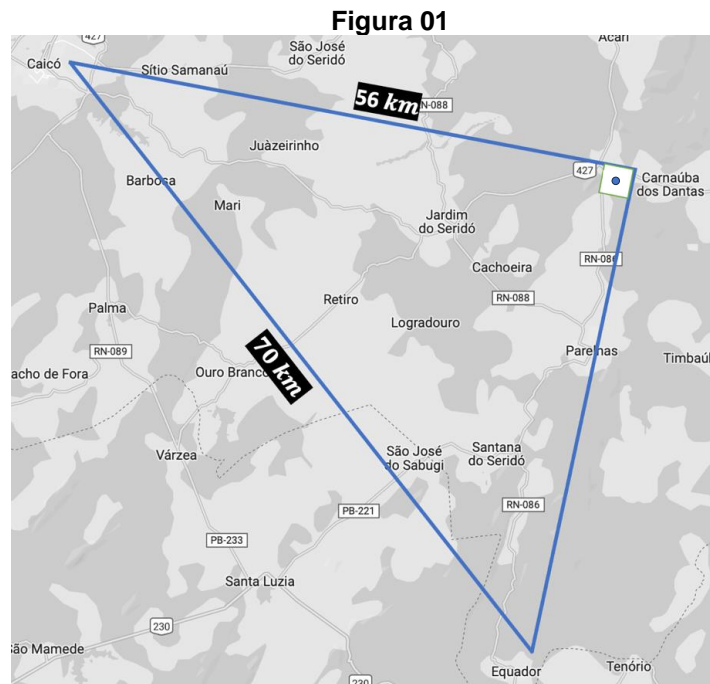 Figura 01
427
Acari
São José
do Seridó
Caicó
Sítio Samanaú
56 km
N-088
Juàzeirinho
427
Carnaúba
dos Dantas
Barbosa
Mari
Jardim
do Seridó
Cachoeira
RN-086
RN-088
Retiro
Palma
Logradouro
RN-089
Parelhas
Timbaúl
70 km
acho de Fora
Ouro Branco
Várzea
São José
do Sabugi
Santana
do Seridó
RN-086
PB-221
PB-233
Santa Luzia
230
São Mamede
Equador
Tenório
230